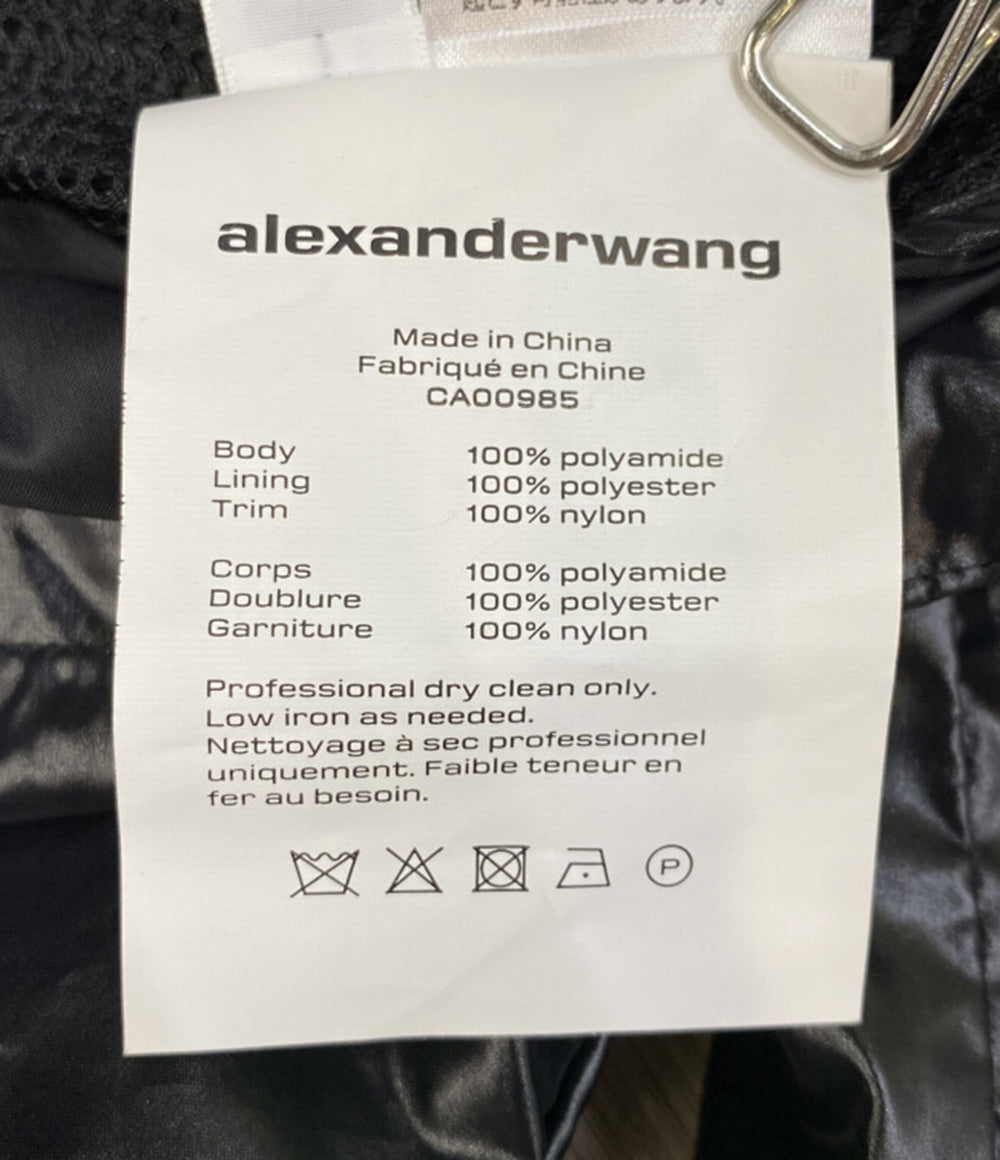 alexanderwang
Made in China
Fabriqué en Chine
CA00985
Body 100% polyamide
Lining 100% polyester
Trim 100% nylon
Corps 100% polyamide
Doublure 100% polyester
Garniture 100% nylon
Professional dry clean only.
Low iron as needed.
Nettoyage à sec professionnel
uniquement. Faible teneur en
fer au besoin.
P